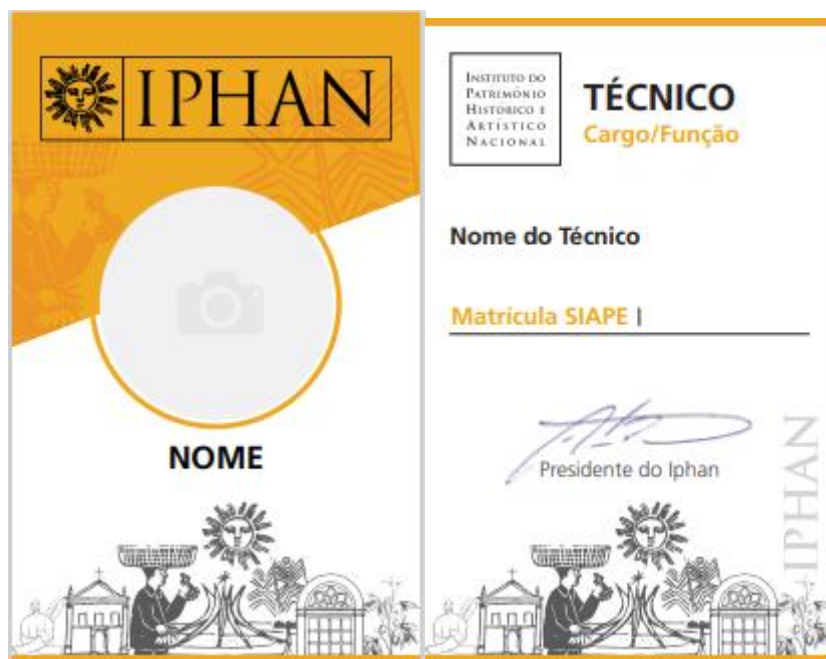 IPHAN
NOME
INSTITUTO DO
PATRIMÔNIO
HISTÓRICO E
ARTÍSTICO
NACIONAL
TÉCNICO
Cargo/Função
Nome do Técnico
Matrícula SIAPE |
Presidente do Iphan
IPHAN